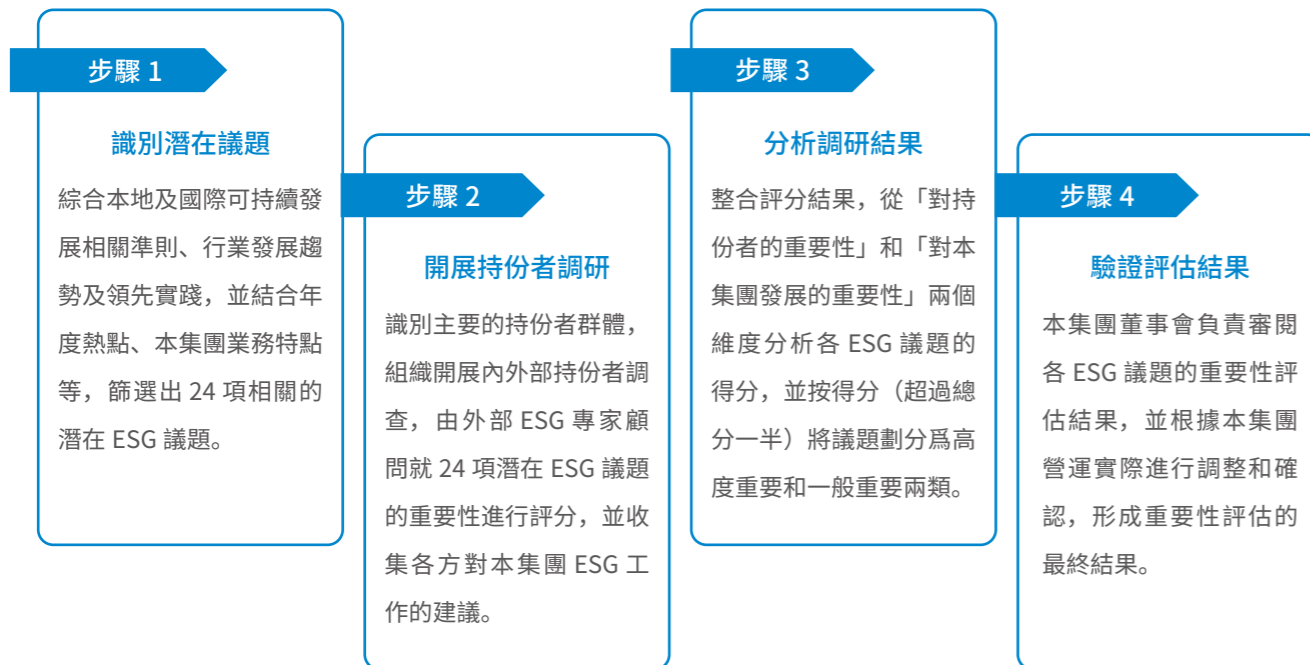 步驟 1
識別潛在議題
綜合本地及國際可持續發
展相關準則、行業發展趨
勢及領先實踐，並結合年
度熱點、本集團業務特點
等，篩選出 24 項相關的
潛在 ESG 議題。
步驟 2
開展持份者調研
識別主要的持份者群體，
組織開展內外部持份者調
查，由外部 ESG 專家顧
問就 24 項潛在 ESG 議題
的重要性進行評分，並收
集各方對本集團 ESG 工
作的建議。
步驟 3
分析調研結果
整合評分結果，從「對持
份者的重要性」和「對本
集團發展的重要性」兩個
維度分析各 ESG 議題的
得分，並按得分（超過總
分一半）將議題劃分爲高
度重要和一般重要兩類。
步驟 4
驗證評估結果
本集團董事會負責審閱
各 ESG 議題的重要性評
估結果，並根據本集團
營運實際進行調整和確
認，形成重要性評估的
最終結果。